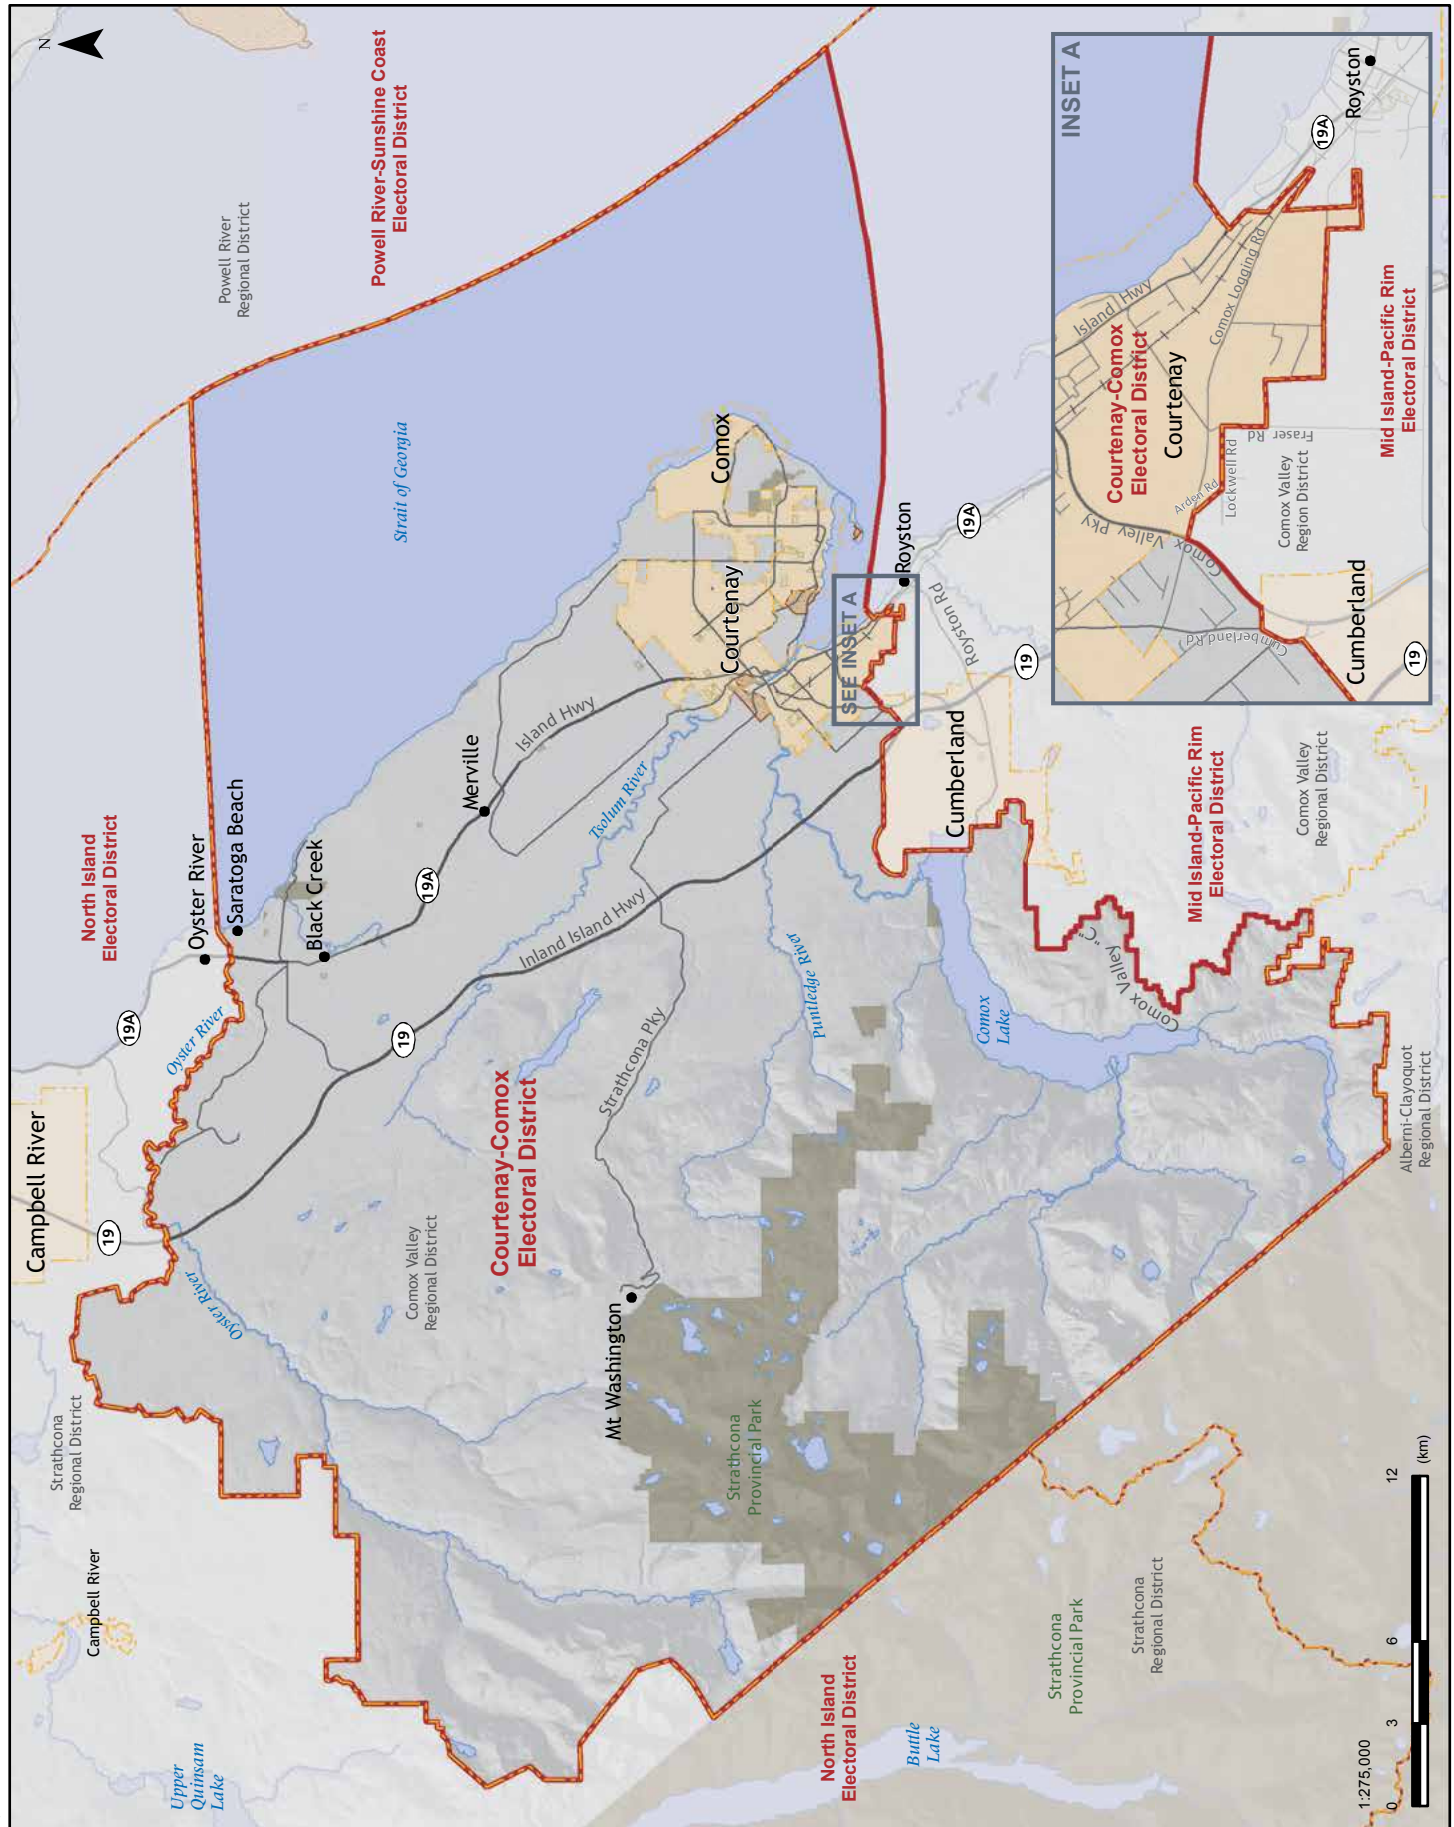 N
Campbell River
19
19A
North Island
Electoral District
Powell River
Regional District
Powell River-Sunshine Coast
Electoral District
Strathcona
Regional District
Campbell River
Upper
Quinsam
Lake
Oyster River
Oyster River
Oyster River
Saratoga Beach
Black Creek
19A
Merville
Island Hwy
Strait of Georgia
19
Inland Island Hwy
Tsolum River
Comox Valley
Regional District
Courtenay-Comox
Electoral District
Strathcona Pky
Mt Washington
Courtenay
Comox
Puntledge River
Strathcona
Provincial Park
SEE INSET A
Royston
19A
Royston Rd
19
Cumberland
Comox
Lake
Comox Valley "C"
North Island
Electoral District
Buttle
Lake
Strathcona
Provincial Park
Strathcona
Regional District
Mid Island-Pacific Rim
Electoral District
Comox Valley
Regional District
Alberni-Clayoquot
Regional District
1:275,000
0
3
6
12
(km)
INSET A
Royston
19A
Island Hwy
Comox Logging Rd
Courtenay-Comox
Electoral District
Courtenay
Comox Valley Pky
Arden Rd
Lockwell Rd
Fraser Rd
Comox Valley
Region District
Mid Island-Pacific Rim
Electoral District
Cumberland Rd
Cumberland
19